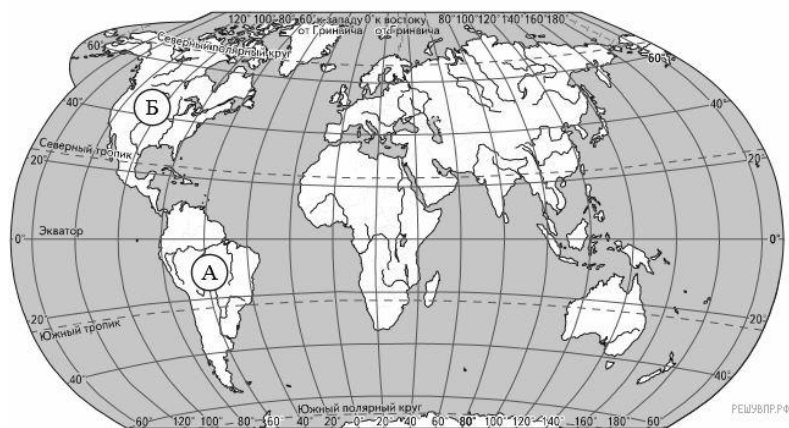 120°100°80° 60° к западу 0° к востоку 80°100°120°140°160°180°
от Гринвича от Гринвича
Северный полярный круг
60° 60°
Б
40° 40°
Северный тропик
20° 20°
Экватор
0° 0°
А
20° 20°
Южный тропик
40° 40°
Южный полярный круг
60° 120° 100° 80° 60° 40° 20° 0° 20° 40° 60° 80° 100° 120° 140° 160° 180° 60°
РЕШУВПР.РФ